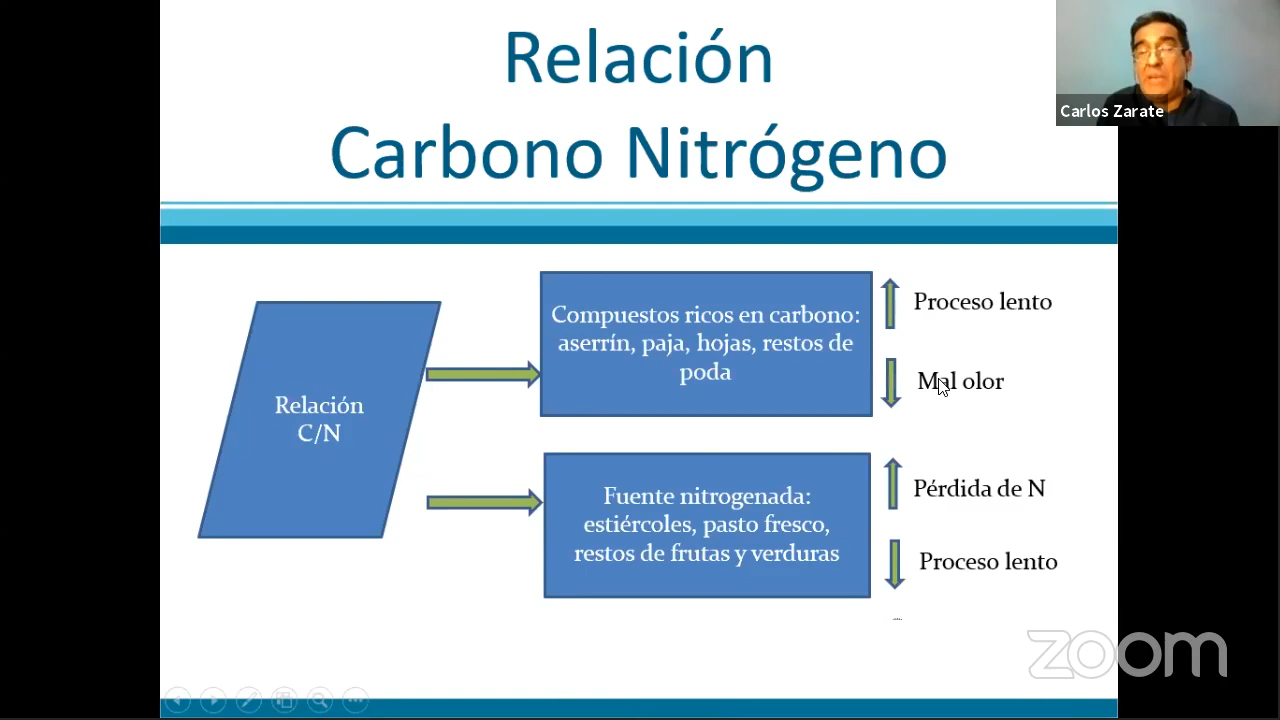 Relación
Carbono Nitrógeno
Carlos Zarate
Relación
C/N
Compuestos ricos en carbono:
aserrín, paja, hojas, restos de
poda
Proceso lento
Mal olor
Fuente nitrogenada:
estiércoles, pasto fresco,
restos de frutas y verduras
Pérdida de N
Proceso lento
zoom